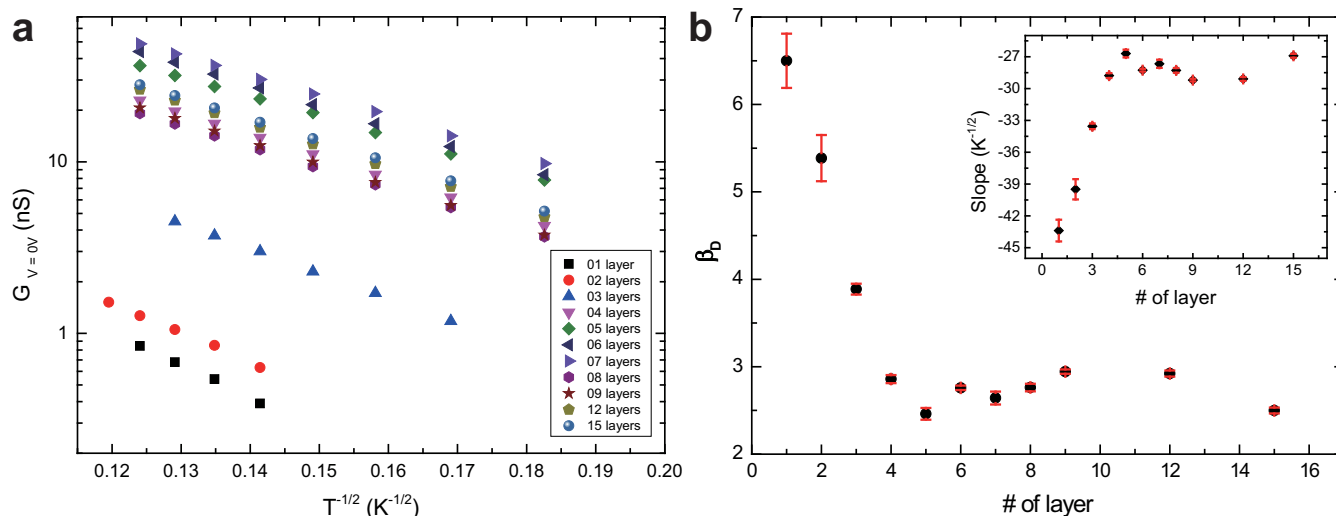 a
G V = 0V (nS)
10
1
0.12 0.13 0.14 0.15 0.16 0.17 0.18 0.19 0.20
T-1/2 (K-1/2)
01 layer
02 layers
03 layers
04 layers
05 layers
06 layers
07 layers
08 layers
09 layers
12 layers
15 layers
b
βD
7
6
5
4
3
2
0 2 4 6 8 10 12 14 16
# of layer
Slope (K-1/2)
-27
-30
-33
-36
-39
-42
-45
0 3 6 9 12 15
# of layer